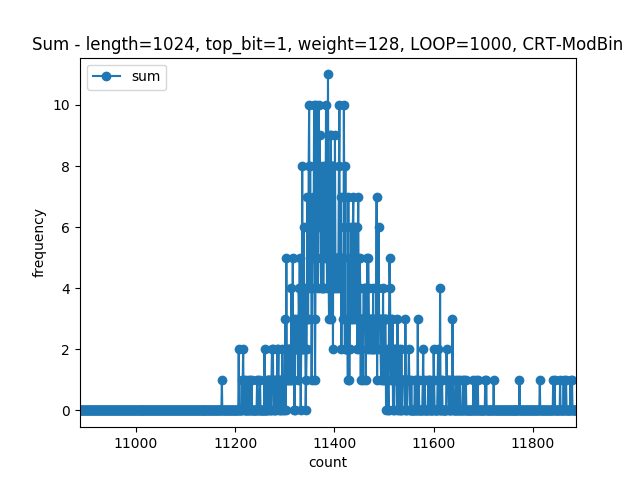 Sum - length=1024, top_bit=1, weight=128, LOOP=1000, CRT-ModBin
sum
frequency
10
8
6
4
2
0
11000 11200 11400 11600 11800
count